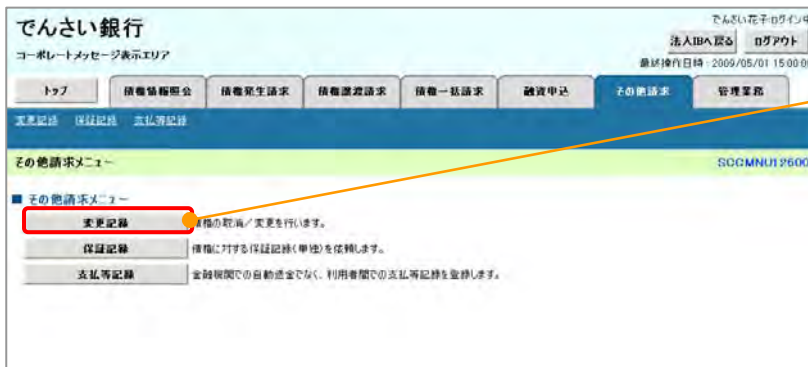 でんさい銀行
コーポレートメッセージ表示エリア
でんさい花子 ログイン中
法人IBへ戻る ログアウト
最終操作日時:2009/05/01 15:00:00
トップ 債権情報照会 債権発生請求 債権譲渡請求 債権一括請求 融資申込 その他請求 管理業務
変更記録 保証記録 支払等記録
その他請求メニュー SCCMNU12600
■ その他請求メニュー
変更記録 債権の取消/変更を行います。
保証記録 債権に対する保証記録(単独)を依頼します。
支払等記録 金融機関での自動送金でなく、利用者間での支払等記録を登録します。